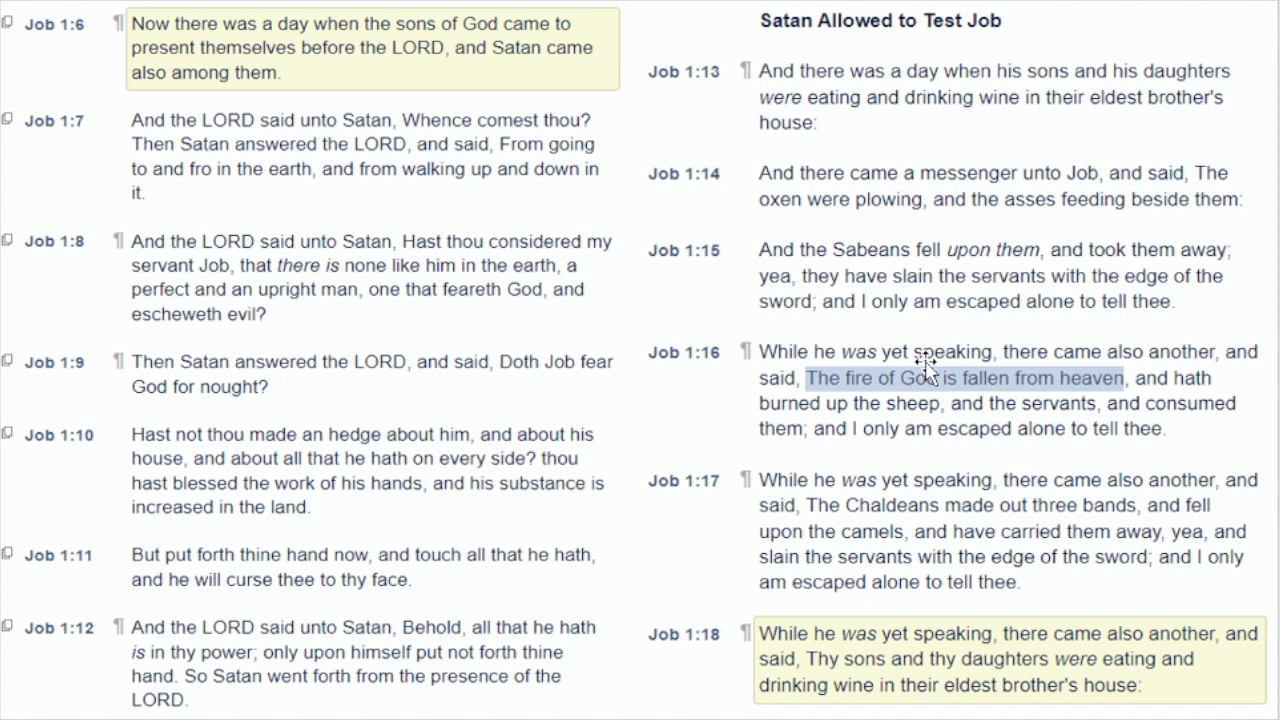 Job 1:6 ¶ Now there was a day when the sons of God came to
present themselves before the LORD, and Satan came
also among them.
Job 1:7 And the LORD said unto Satan, Whence comest thou?
Then Satan answered the LORD, and said, From going
to and fro in the earth, and from walking up and down in
it.
Job 1:8 ¶ And the LORD said unto Satan, Hast thou considered my
servant Job, that there is none like him in the earth, a
perfect and an upright man, one that feareth God, and
escheweth evil?
Job 1:9 ¶ Then Satan answered the LORD, and said, Doth Job fear
God for nought?
Job 1:10 Hast not thou made an hedge about him, and about his
house, and about all that he hath on every side? thou
hast blessed the work of his hands, and his substance is
increased in the land.
Job 1:11 But put forth thine hand now, and touch all that he hath,
and he will curse thee to thy face.
Job 1:12 ¶ And the LORD said unto Satan, Behold, all that he hath
is in thy power; only upon himself put not forth thine
hand. So Satan went forth from the presence of the
LORD.
Satan Allowed to Test Job
Job 1:13 ¶ And there was a day when his sons and his daughters
were eating and drinking wine in their eldest brother's
house:
Job 1:14 And there came a messenger unto Job, and said, The
oxen were plowing, and the asses feeding beside them:
Job 1:15 And the Sabeans fell upon them, and took them away;
yea, they have slain the servants with the edge of the
sword; and I only am escaped alone to tell thee.
Job 1:16 ¶ While he was yet speaking, there came also another, and
said, The fire of God is fallen from heaven, and hath
burned up the sheep, and the servants, and consumed
them; and I only am escaped alone to tell thee.
Job 1:17 ¶ While he was yet speaking, there came also another, and
said, The Chaldeans made out three bands, and fell
upon the camels, and have carried them away, yea, and
slain the servants with the edge of the sword; and I only
am escaped alone to tell thee.
Job 1:18 ¶ While he was yet speaking, there came also another, and
said, Thy sons and thy daughters were eating and
drinking wine in their eldest brother's house: